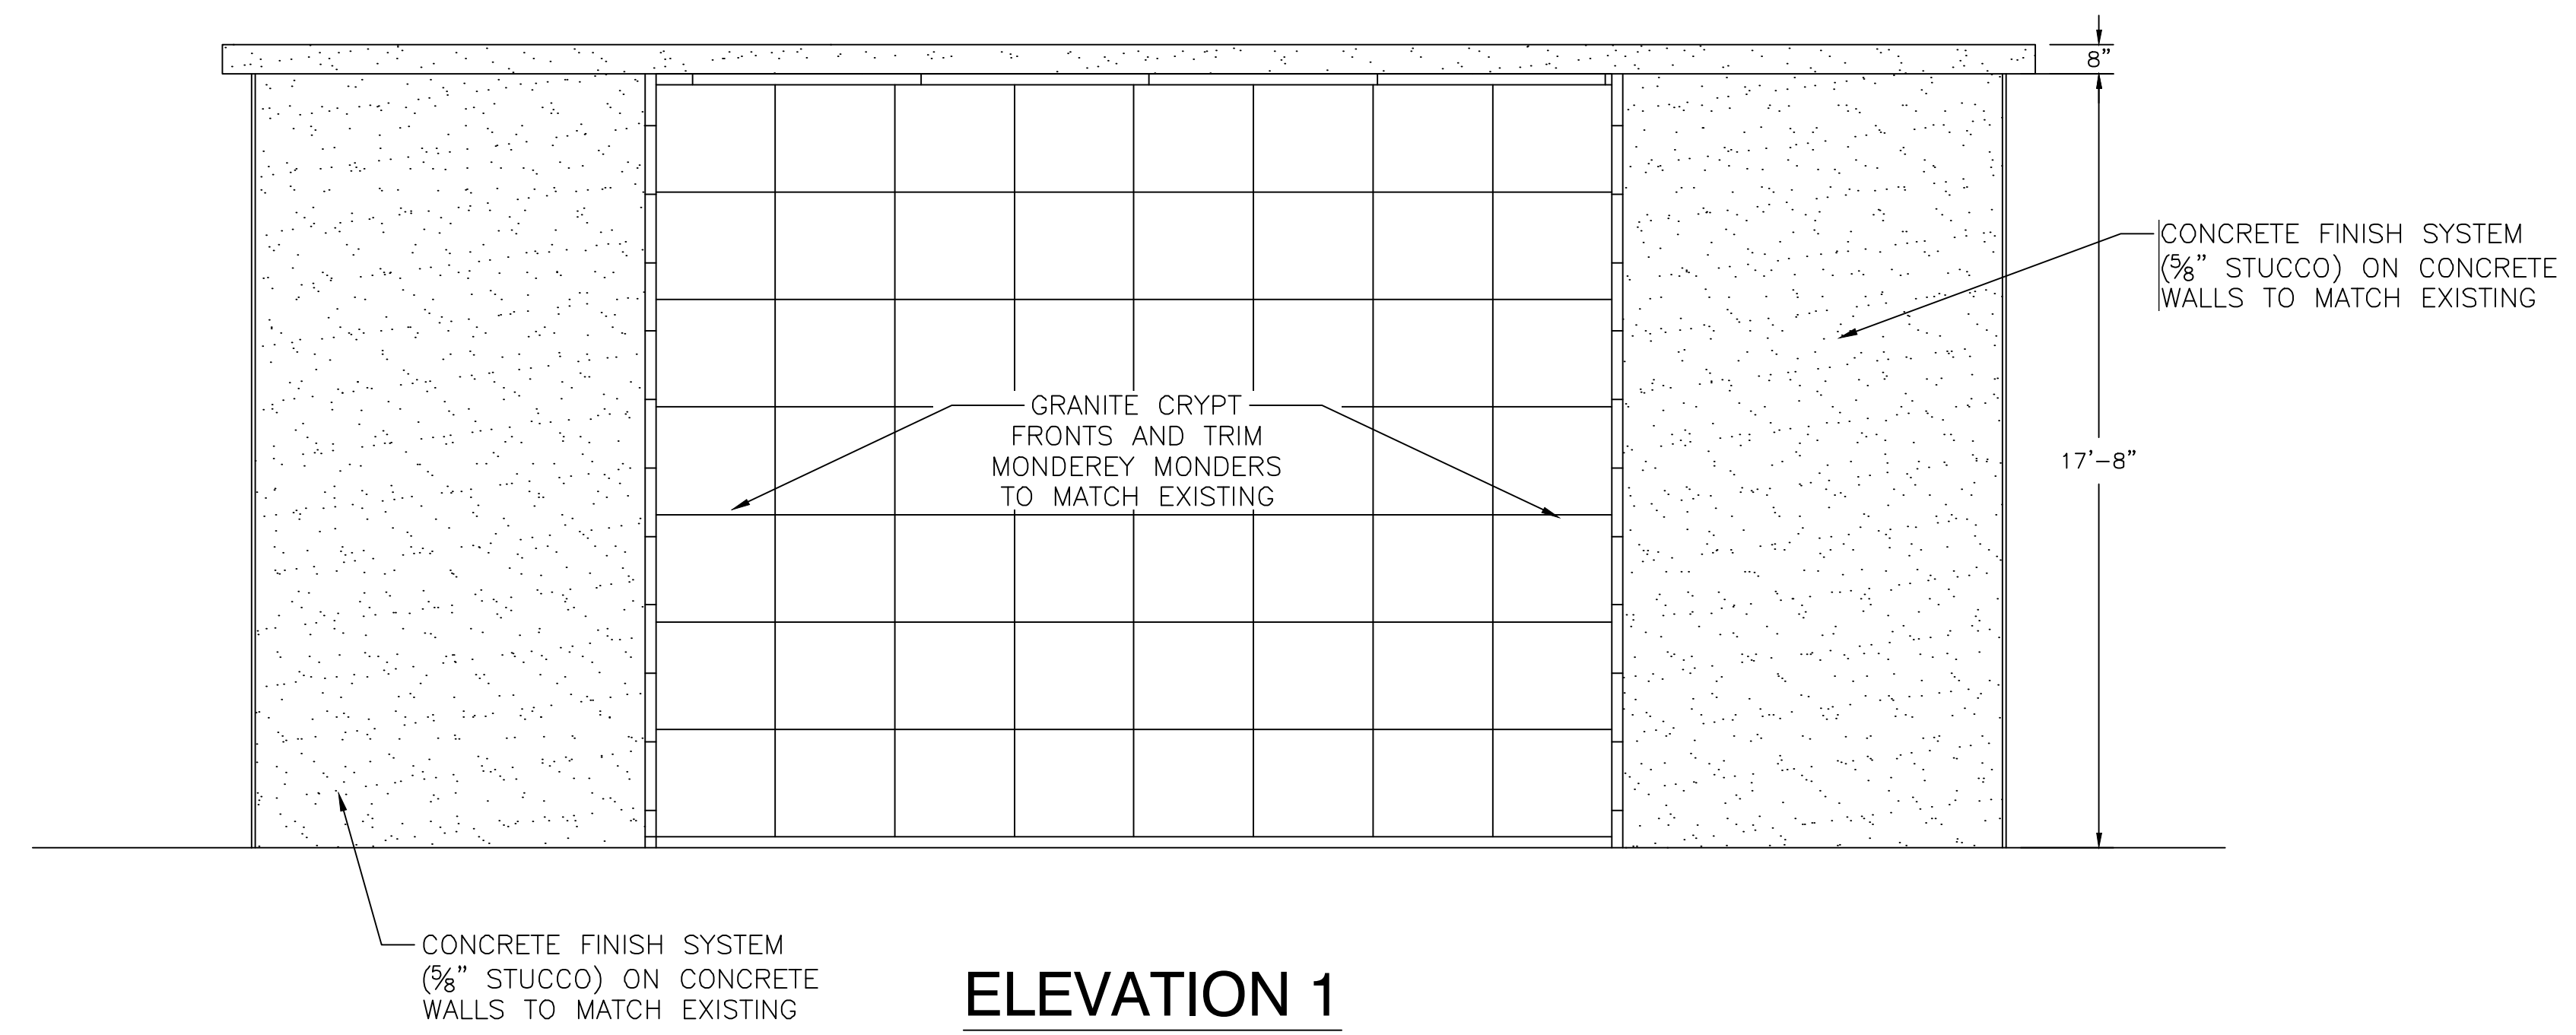 8”
CONCRETE FINISH SYSTEM
(⅝” STUCCO) ON CONCRETE
WALLS TO MATCH EXISTING
GRANITE CRYPT
FRONTS AND TRIM
MONDEREY MONDERS
TO MATCH EXISTING
17’-8”
CONCRETE FINISH SYSTEM
(⅝” STUCCO) ON CONCRETE
WALLS TO MATCH EXISTING
ELEVATION 1